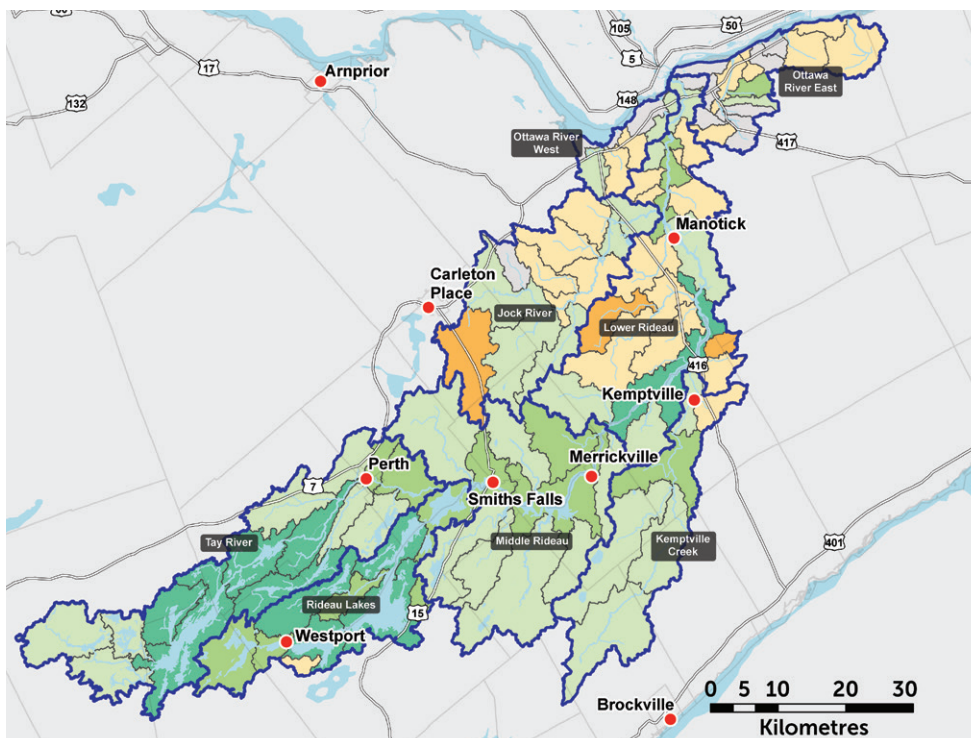 50
105
5
17
Arnprior
148
132
Ottawa
River East
Ottawa River
West
417
Manotick
Carleton
Place
Jock River
Lower Rideau
416
Kemptville
Perth
Merrickville
7
Smiths Falls
Tay River
Middle Rideau
Kemptville
Creek
401
Rideau Lakes
15
Westport
Brockville
0 5 10 20 30
Kilometres